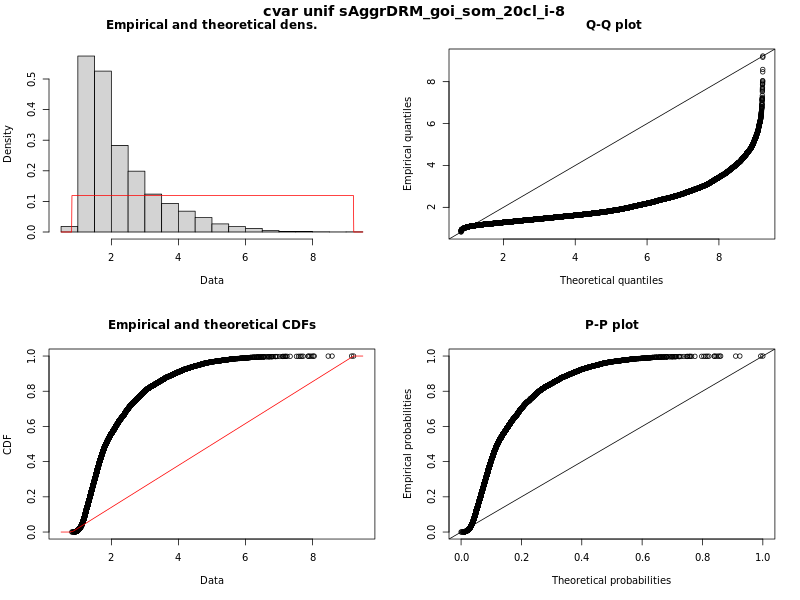 cvar unif sAggrDRM_goi_som_20cl_i-8
Empirical and theoretical dens.
Density
0.0 0.1 0.2 0.3 0.4 0.5
2 4 6 8
Data
Q-Q plot
Empirical quantiles
2 4 6 8
2 4 6 8
Theoretical quantiles
Empirical and theoretical CDFs
CDF
0.0 0.2 0.4 0.6 0.8 1.0
2 4 6 8
Data
P-P plot
Empirical probabilities
0.0 0.2 0.4 0.6 0.8 1.0
0.0 0.2 0.4 0.6 0.8 1.0
Theoretical probabilities